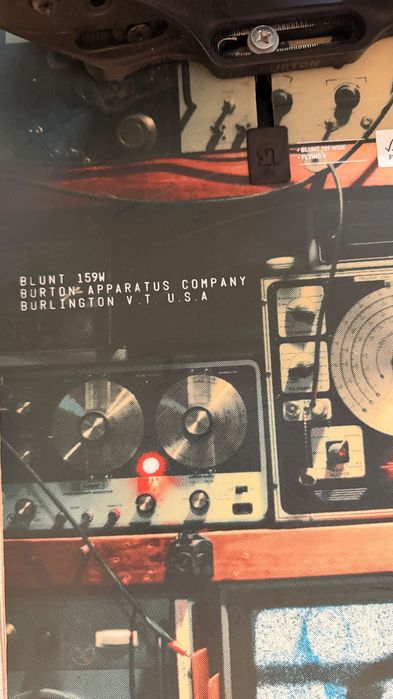 BURTON
• BLUNT 159 WIDE
• FLYING V
BLUNT 159W
BURTON APPARATUS COMPANY
BURLINGTON V.T. U.S.A